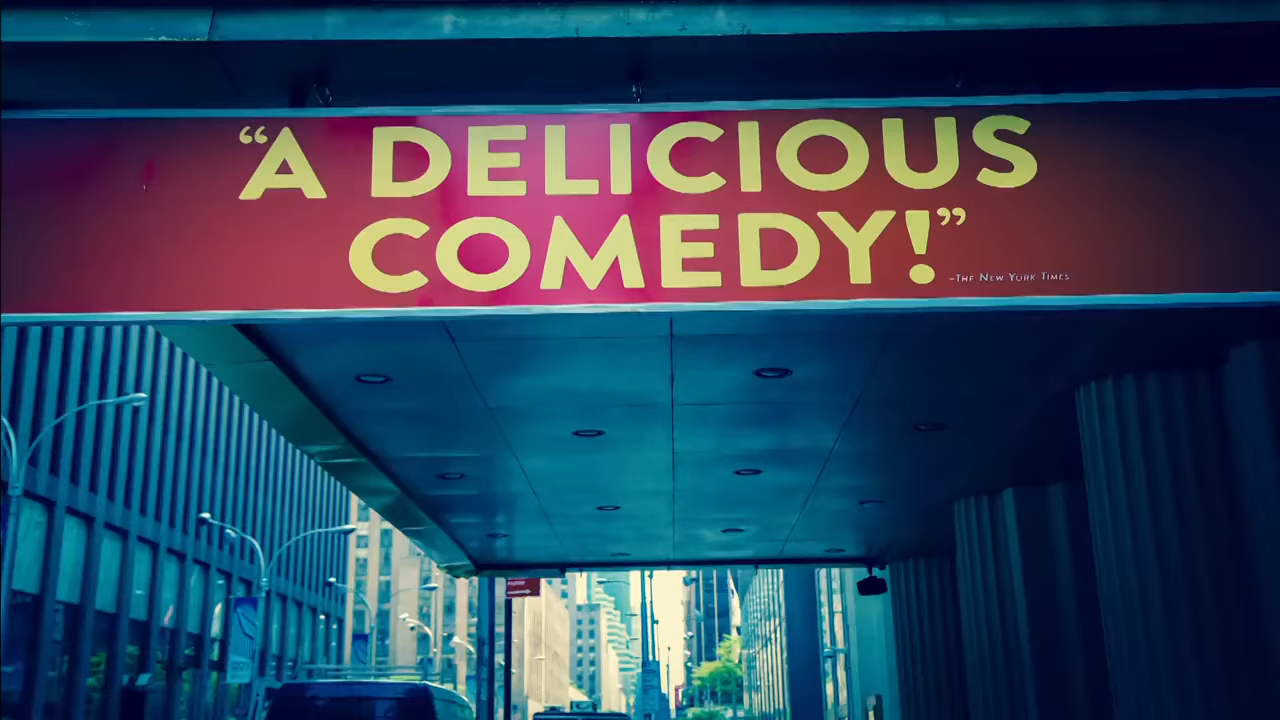 “A DELICIOUS
COMEDY!”
–THE NEW YORK TIMES